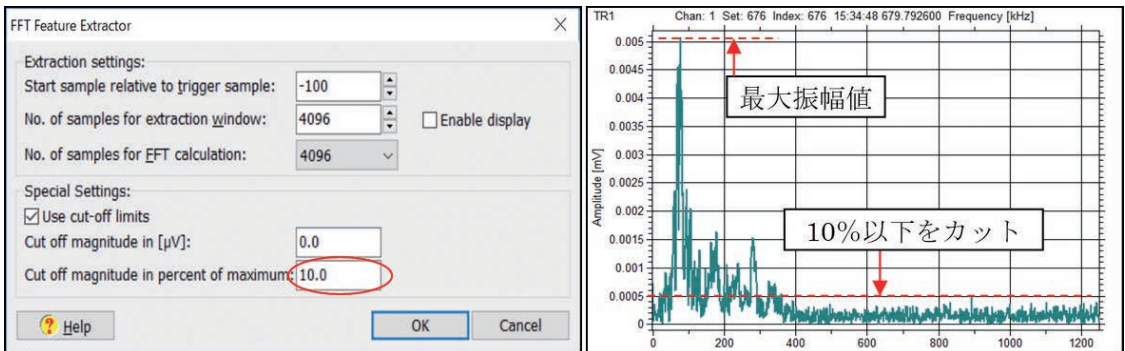 FFT Feature Extractor
Extraction settings:
Start sample relative to trigger sample: -100
No. of samples for extraction window: 4096 Enable display
No. of samples for FFT calculation: 4096
Special Settings:
Use cut-off limits
Cut off magnitude in [µV]: 0.0
Cut off magnitude in percent of maximum: 10.0
Help OK Cancel
TR1 Chan: 1 Set: 676 Index: 676 15:34:48 679.792600 Frequency [kHz]
Amplitude [mV]
0.005
0.0045
0.004
0.0035
0.003
0.0025
0.002
0.0015
0.001
0.0005
0
最大振幅値
10%以下をカット
0 200 400 600 800 1000 1200